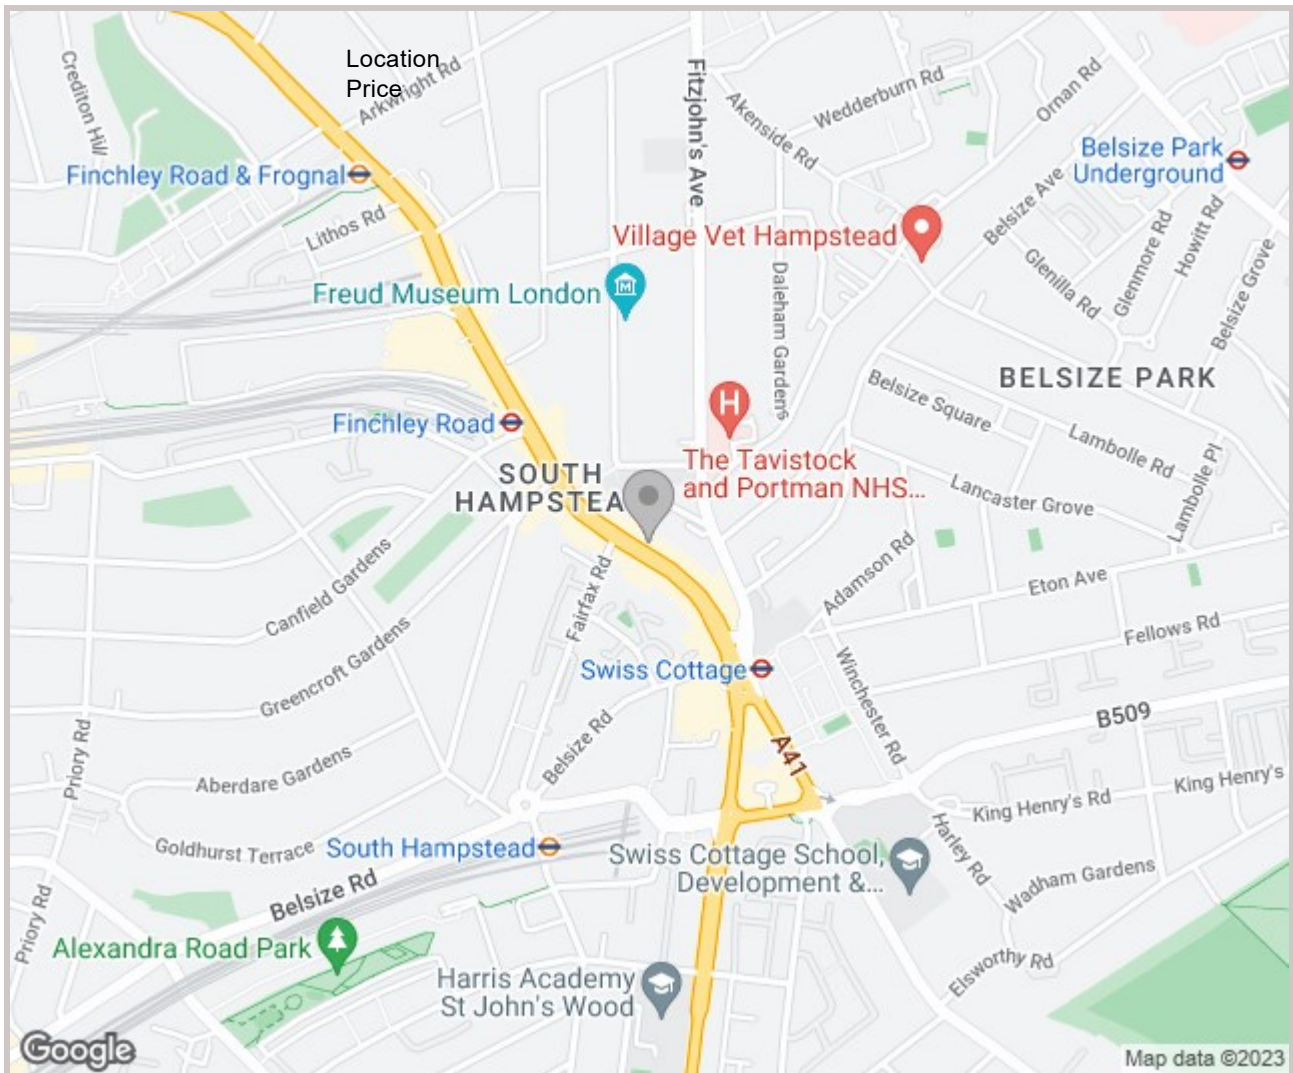 Location
Price
Arkwright Rd
Crediton Hill
Fitzjohn's Ave
Akenside Rd
Wedderburn Rd
Ornan Rd
Belsize Park
Underground
Finchley Road & Frognal
Lithos Rd
Village Vet Hampstead
Belsize Ave
Glenilla Rd
Glenmore Rd
Howitt Rd
Belsize Grove
Freud Museum London
Daleham Gardens
BELSIZE PARK
Belsize Square
Lambolle Rd
Lambolle Pl
Finchley Road
H
The Tavistock
and Portman NHS...
SOUTH
HAMPSTEA
Lancaster Grove
Canfield Gardens
Fairfax Rd
Adamson Rd
Eton Ave
Fellows Rd
Greencroft Gardens
Swiss Cottage
Winchester Rd
B509
Priory Rd
Belsize Rd
A41
Aberdare Gardens
King Henry's Rd
King Henry's
Goldhurst Terrace
South Hampstead
Harley Rd
Swiss Cottage School,
Development &...
Wadham Gardens
Belsize Rd
Priory Rd
Alexandra Road Park
Harris Academy
St John's Wood
Elsworthy Rd
Google
Map data ©2023